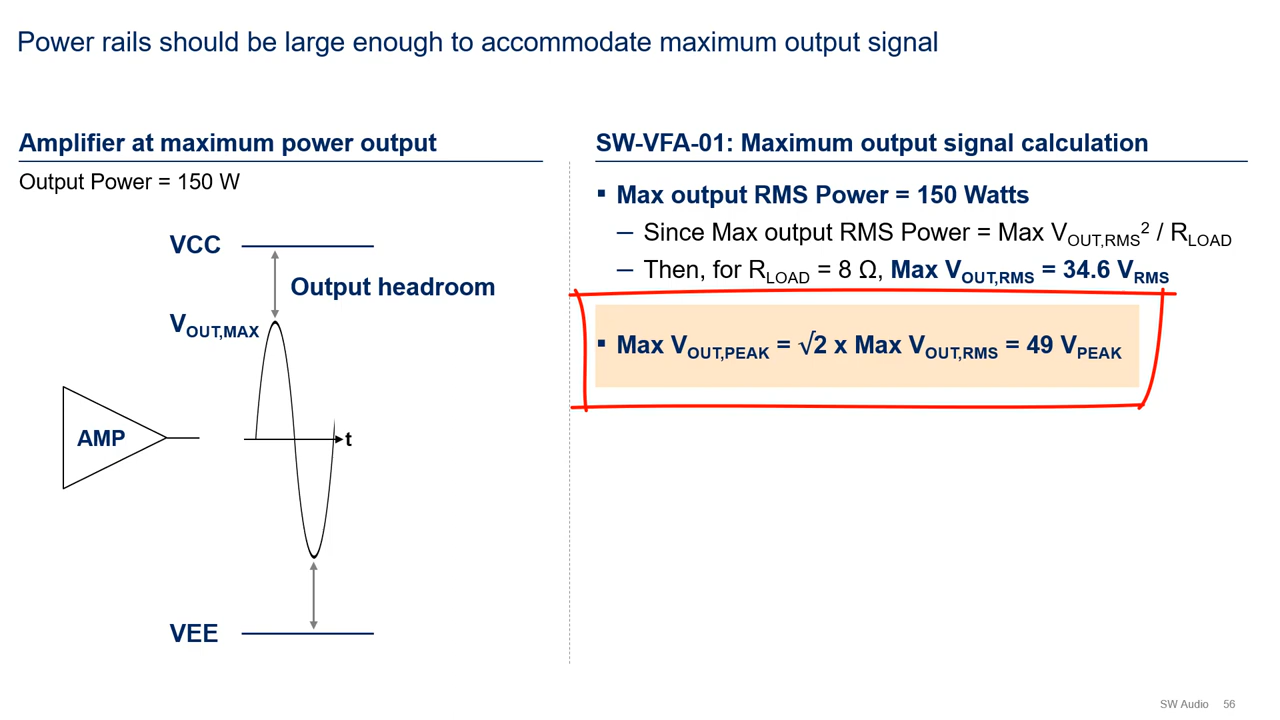 Power rails should be large enough to accommodate maximum output signal
Amplifier at maximum power output
Output Power = 150 W
VCC
Output headroom
VOUT,MAX
AMP
t
VEE
SW-VFA-01: Maximum output signal calculation
▪ Max output RMS Power = 150 Watts
– Since Max output RMS Power = Max VOUT,RMS² / RLOAD
– Then, for RLOAD = 8 Ω, Max VOUT,RMS = 34.6 VRMS
▪ Max VOUT,PEAK = √2 x Max VOUT,RMS = 49 VPEAK
SW Audio 56